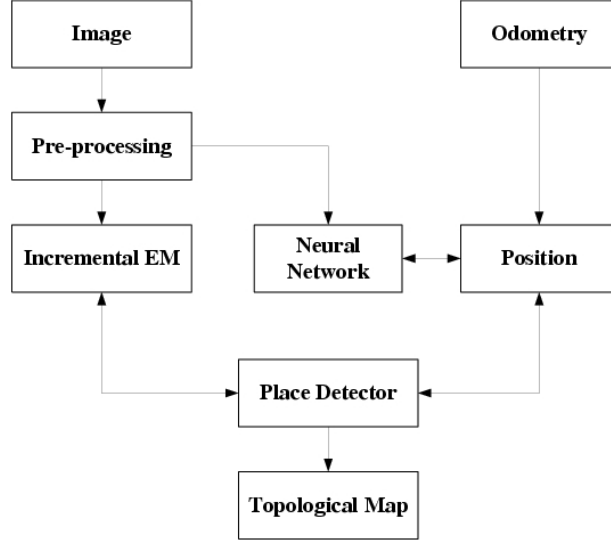 Image
Odometry
Pre-processing
Incremental EM
Neural
Network
Position
Place Detector
Topological Map